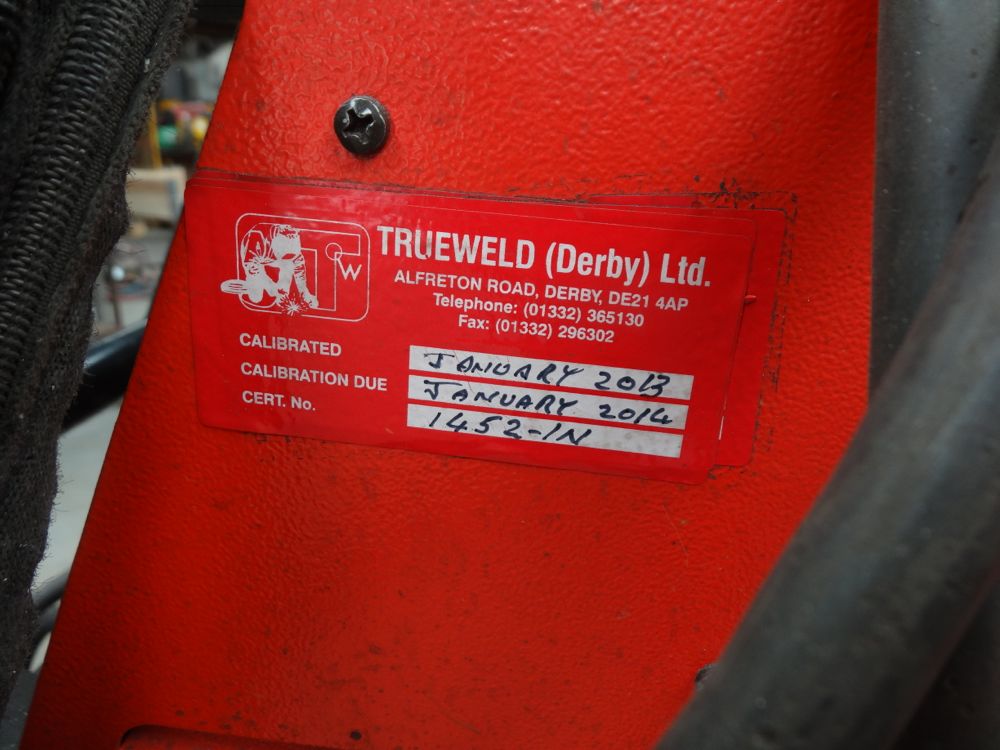 TW
TRUEWELD (Derby) Ltd.
ALFRETON ROAD, DERBY, DE21 4AP
Telephone: (01332) 365130
Fax: (01332) 296302
CALIBRATED JANUARY 2013
CALIBRATION DUE JANUARY 2014
CERT. No. 1452-IN